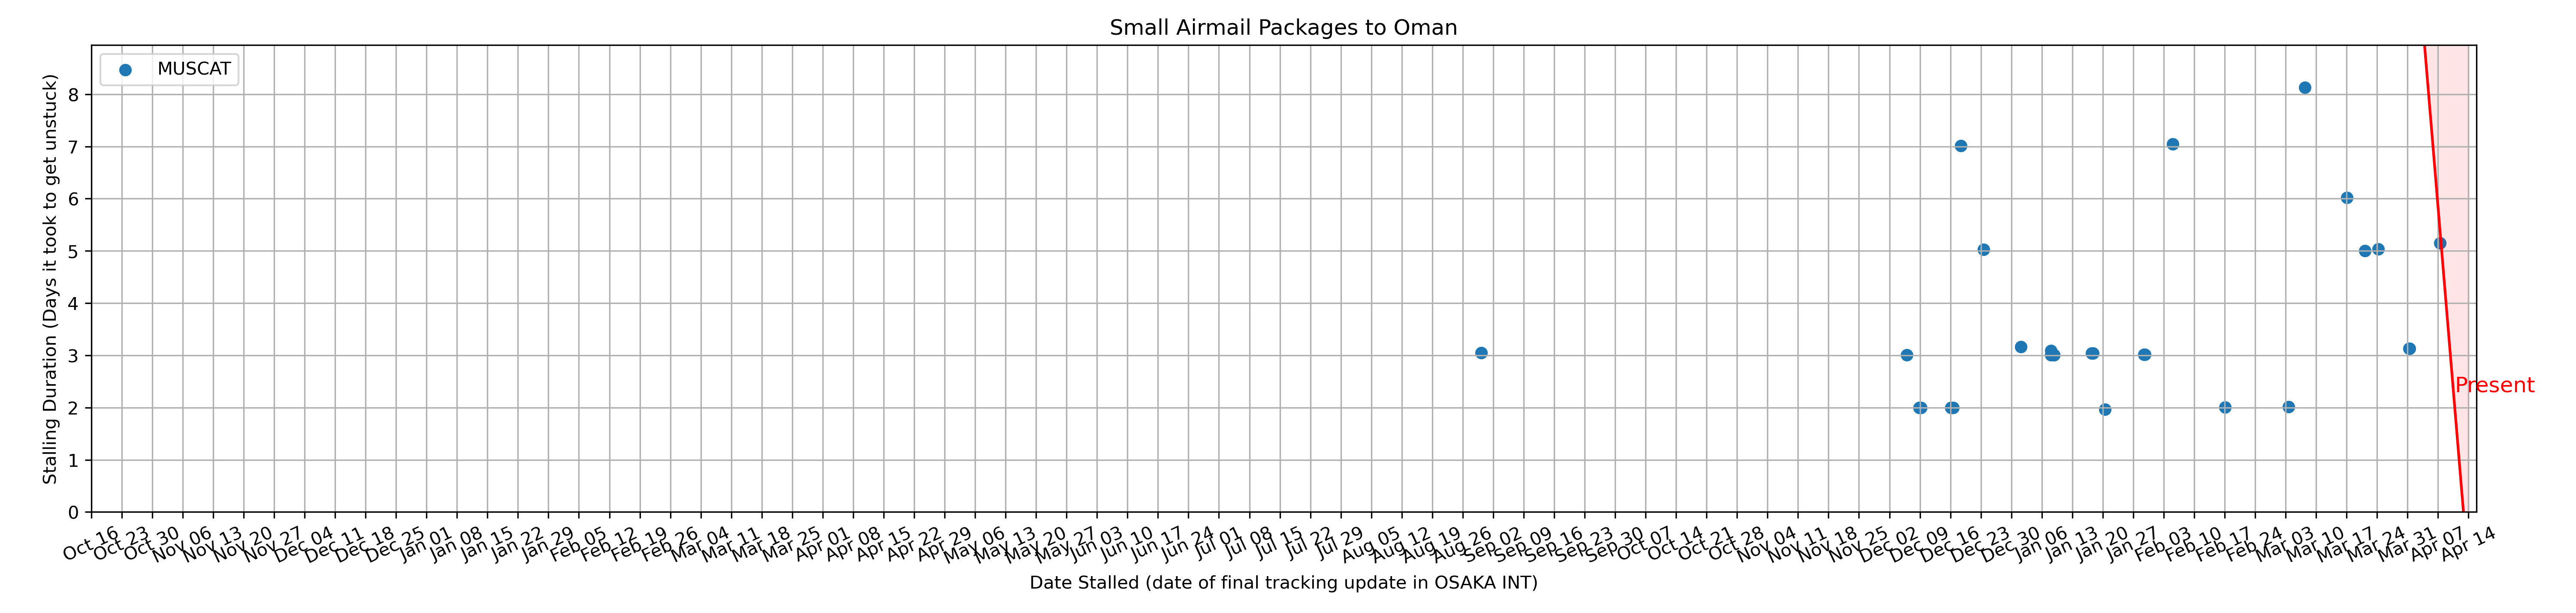 Small Airmail Packages to Oman
MUSCAT
Stalling Duration (Days it took to get unstuck)
8
7
6
5
4
3
2
1
0
Present
Oct 16
Oct 23
Oct 30
Nov 06
Nov 13
Nov 20
Nov 27
Dec 04
Dec 11
Dec 18
Dec 25
Jan 01
Jan 08
Jan 15
Jan 22
Jan 29
Feb 05
Feb 12
Feb 19
Feb 26
Mar 04
Mar 11
Mar 18
Mar 25
Apr 01
Apr 08
Apr 15
Apr 22
Apr 29
May 06
May 13
May 20
May 27
Jun 03
Jun 10
Jun 17
Jun 24
Jul 01
Jul 08
Jul 15
Jul 22
Jul 29
Aug 05
Aug 12
Aug 19
Aug 26
Sep 02
Sep 09
Sep 16
Sep 23
Sep 30
Oct 07
Oct 14
Oct 21
Oct 28
Nov 04
Nov 11
Nov 18
Nov 25
Dec 02
Dec 09
Dec 16
Dec 23
Dec 30
Jan 06
Jan 13
Jan 20
Jan 27
Feb 03
Feb 10
Feb 17
Feb 24
Mar 03
Mar 10
Mar 17
Mar 24
Mar 31
Apr 07
Apr 14
Date Stalled (date of final tracking update in OSAKA INT)